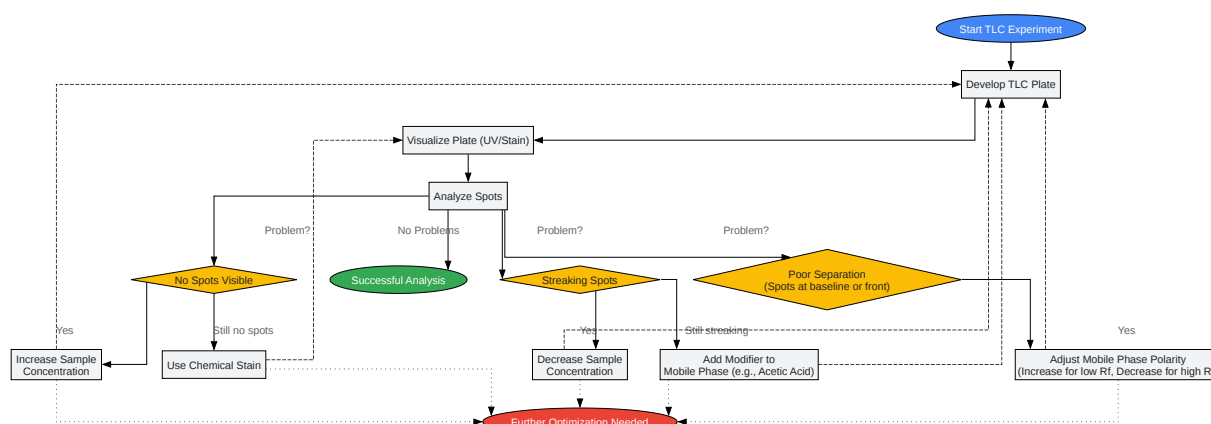 Start TLC Experiment
Develop TLC Plate
Visualize Plate (UV/Stain)
Analyze Spots
Problem?
No Problems
Problem?
Problem?
No Spots Visible
Successful Analysis
Streaking Spots
Poor Separation
(Spots at baseline or front)
Yes
Still no spots
Yes
Still streaking
Yes
Increase Sample
Concentration
Use Chemical Stain
Decrease Sample
Concentration
Add Modifier to
Mobile Phase (e.g., Acetic Acid)
Adjust Mobile Phase Polarity
(Increase for low Rf, Decrease for high R
Further Optimization Needed